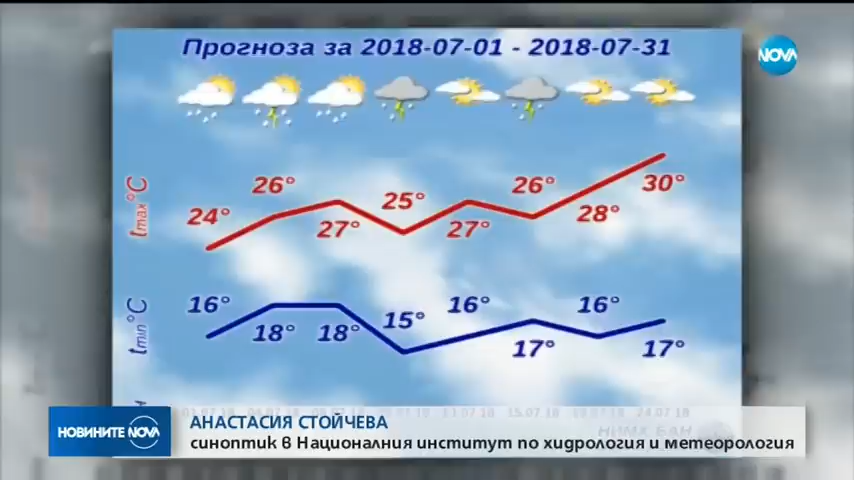 Прогноза за 2018-07-01 - 2018-07-31
NOVA
tmax°C
24° 26° 27° 25° 27° 26° 28° 30°
tmin°C
16° 18° 18° 15° 16° 17° 16° 17°
НОВИНИТЕ NOVA
АНАСТАСИЯ СТОЙЧЕВА
синоптик в Националния институт по хидрология и метеорология